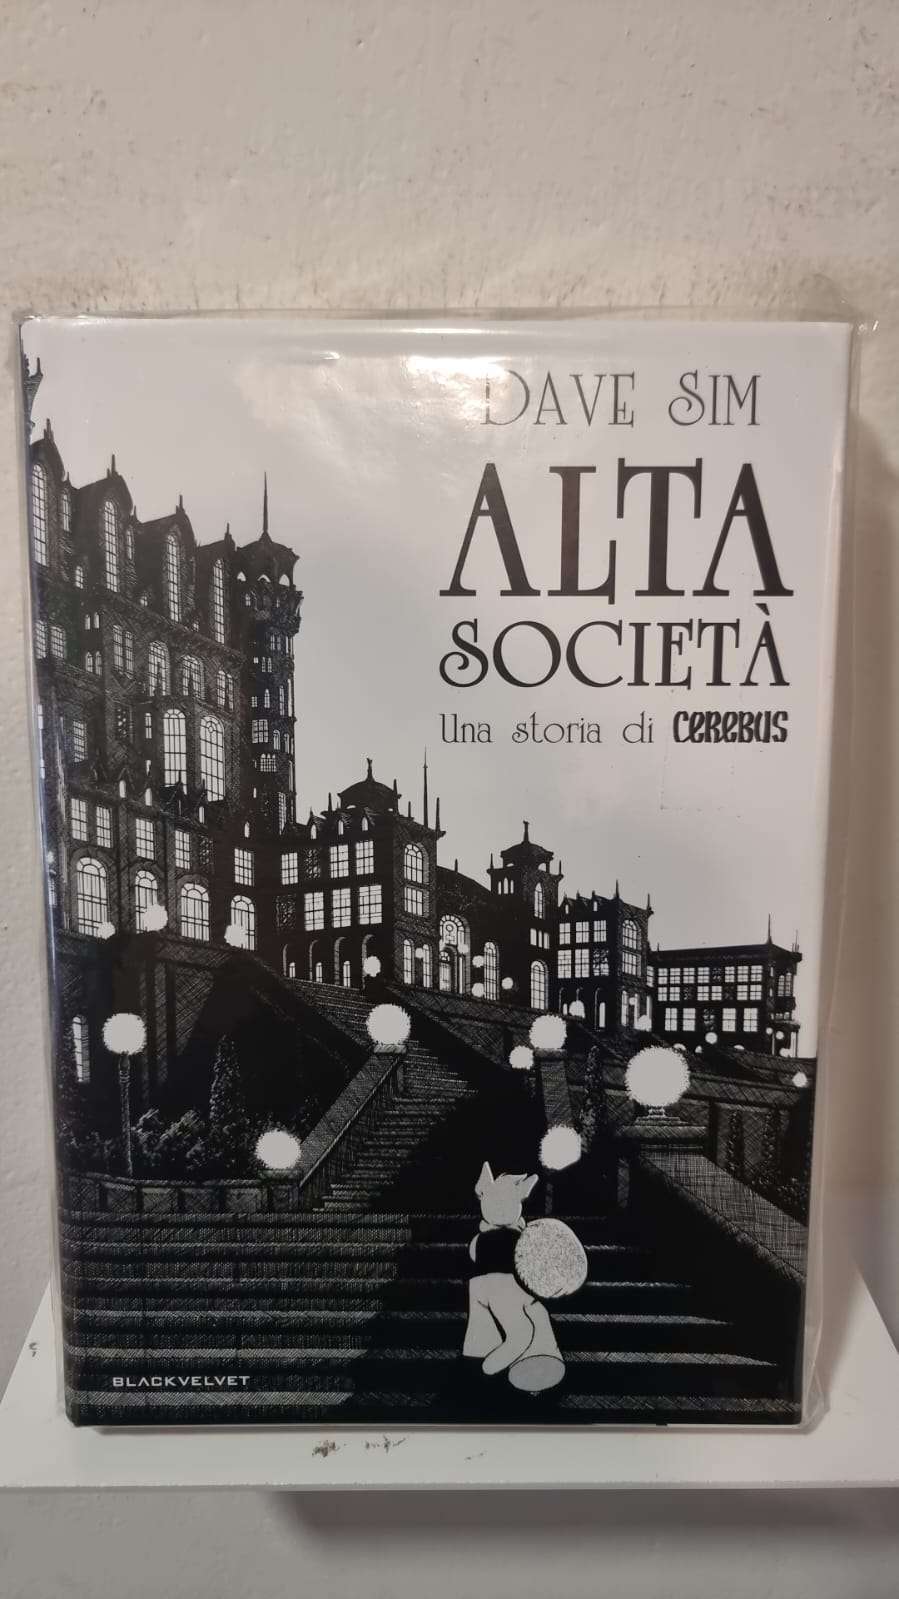 DAVE SIM
ALTA
SOCIETÀ
Una storia di CEREBUS
BLACKVELVET